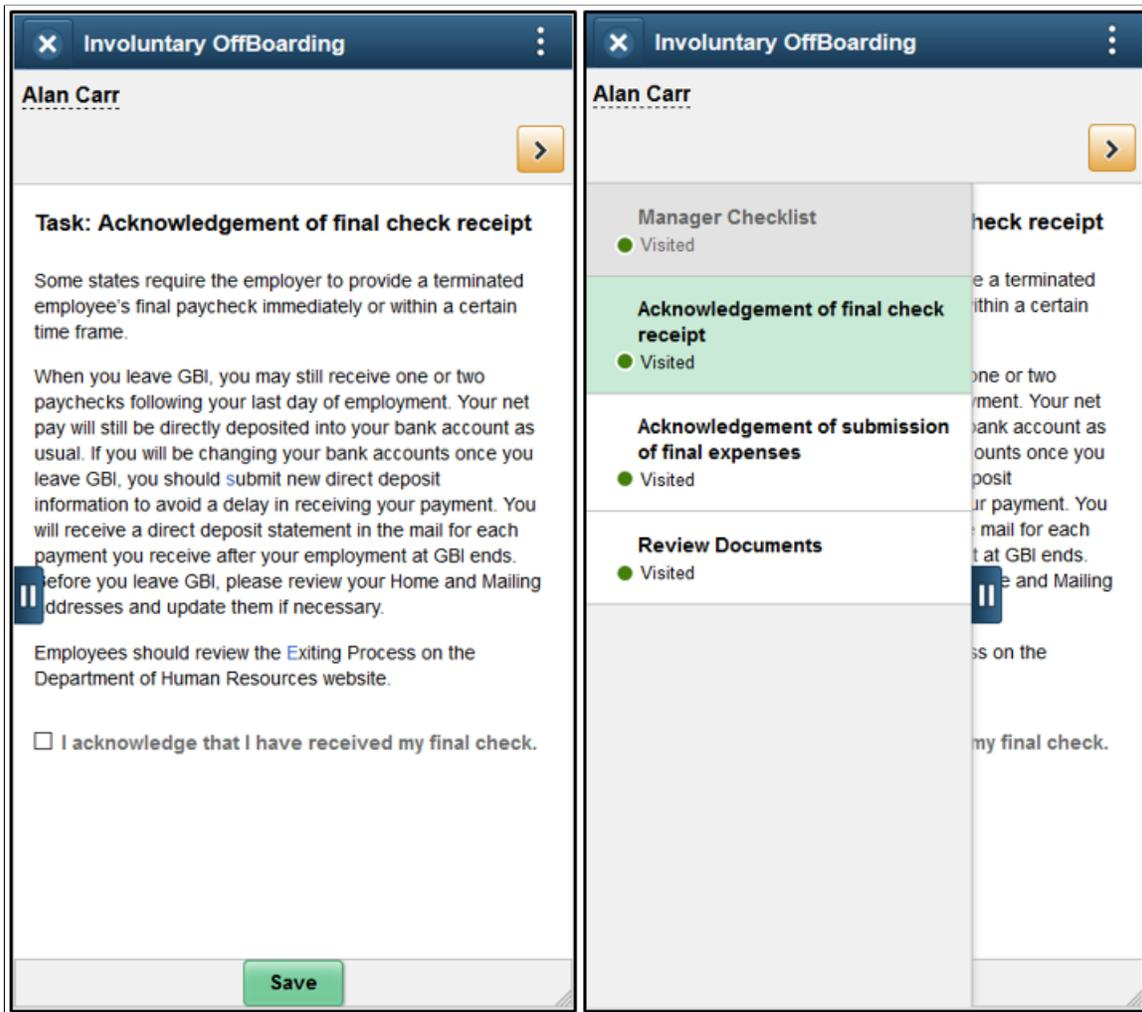 Involuntary OffBoarding
Alan Carr
Task: Acknowledgement of final check receipt
Some states require the employer to provide a terminated
employee's final paycheck immediately or within a certain
time frame.
When you leave GBI, you may still receive one or two
paychecks following your last day of employment. Your net
pay will still be directly deposited into your bank account as
usual. If you will be changing your bank accounts once you
leave GBI, you should submit new direct deposit
information to avoid a delay in receiving your payment. You
will receive a direct deposit statement in the mail for each
payment you receive after your employment at GBI ends.
efore you leave GBI, please review your Home and Mailing
ddresses and update them if necessary.
Employees should review the Exiting Process on the
Department of Human Resources website.
I acknowledge that I have received my final check.
Save
Involuntary OffBoarding
Alan Carr
Manager Checklist
Visited
Acknowledgement of final check
receipt
Visited
Acknowledgement of submission
of final expenses
Visited
Review Documents
Visited
heck receipt
e a terminated
ithin a certain
one or two
yment. Your net
ank account as
ounts once you
posit
ur payment. You
mail for each
t at GBI ends.
e and Mailing
ss on the
my final check.